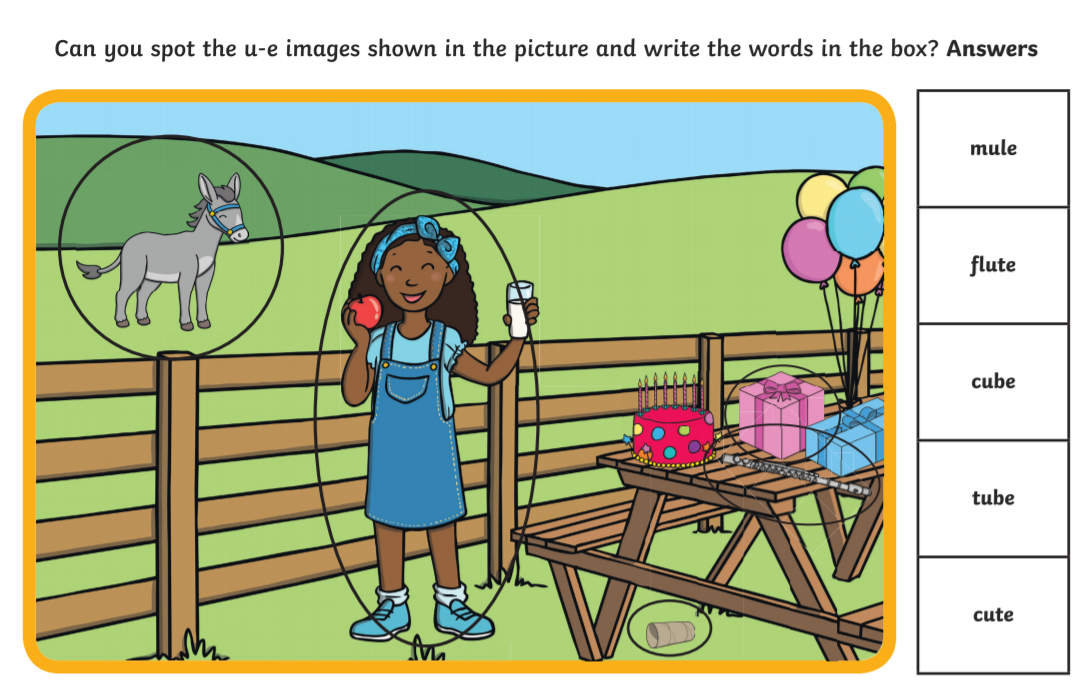 Can you spot the u-e images shown in the picture and write the words in the box? Answers
mule
flute
cube
tube
cute